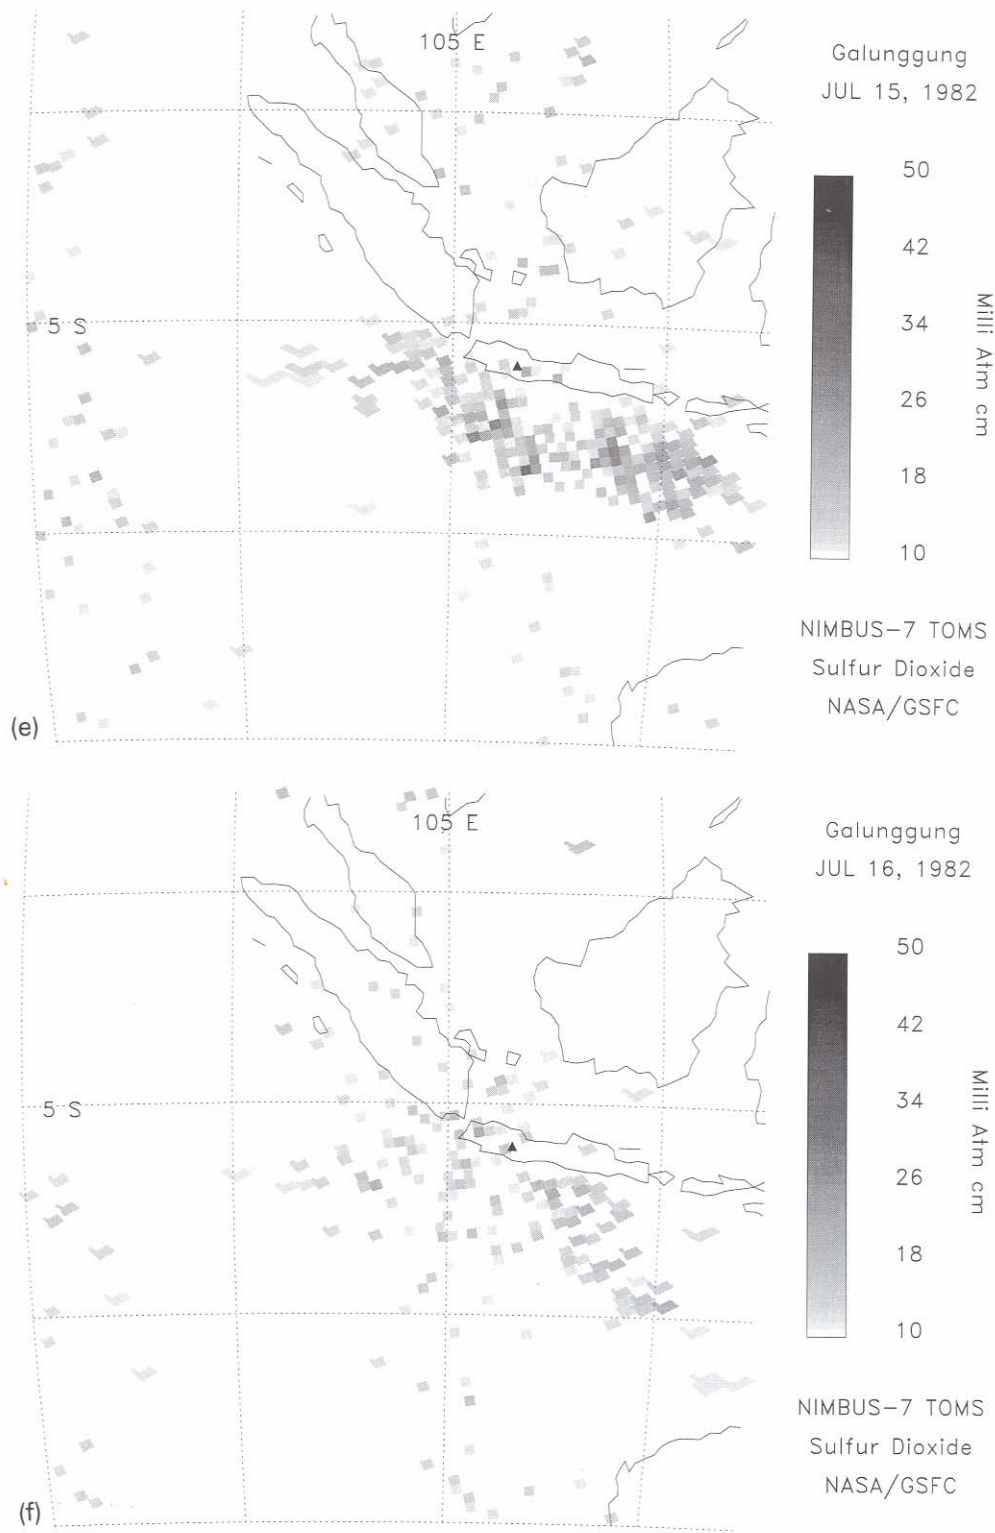 105 E
Galunggung
JUL 15, 1982
50
42
34
26
18
10
Milli Atm cm
5 S
NIMBUS-7 TOMS
Sulfur Dioxide
NASA/GSFC
(e)
105 E
Galunggung
JUL 16, 1982
50
42
34
26
18
10
Milli Atm cm
5 S
NIMBUS-7 TOMS
Sulfur Dioxide
NASA/GSFC
(f)